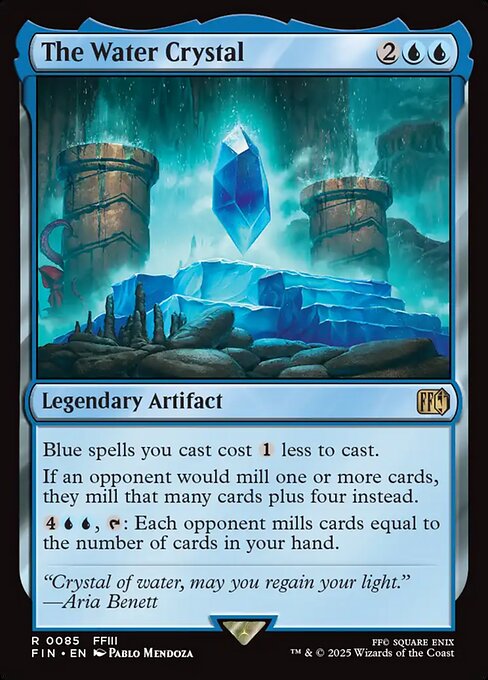 The Water Crystal 2
Legendary Artifact
Blue spells you cast cost 1 less to cast.
If an opponent would mill one or more cards,
they mill that many cards plus four instead.
4, : Each opponent mills cards equal to
the number of cards in your hand.
“Crystal of water, may you regain your light.”
—Aria Benett
R 0085 FFIII
FIN • EN Pablo Mendoza
FF© SQUARE ENIX
™ & © 2025 Wizards of the Coast